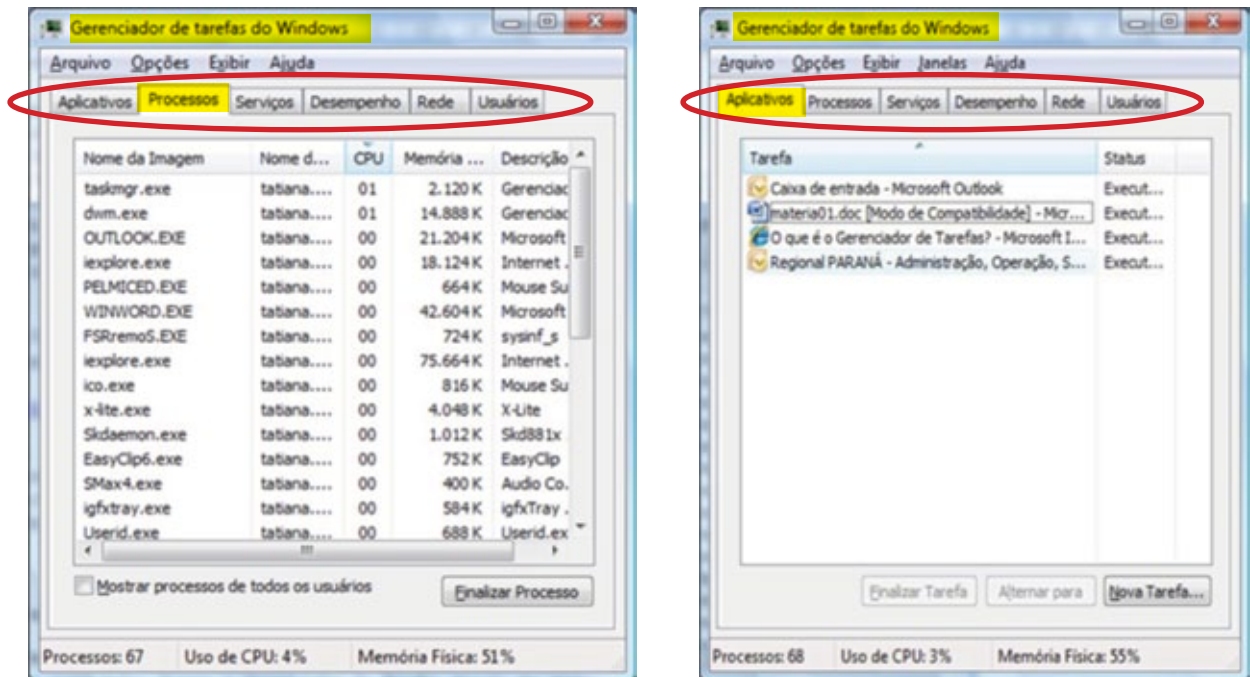 Gerenciador de tarefas do Windows
Arquivo Opções Exibir Ajuda
Aplicativos Processos Serviços Desempenho Rede Usuários
Nome da Imagem Nome d... CPU Memória ... Descrição
taskmgr.exe tatiana.... 01 2.120 K Gerenciad
dwm.exe tatiana.... 01 14.888 K Gerenciad
OUTLOOK.EXE tatiana.... 00 21.204 K Microsoft
iexplore.exe tatiana.... 00 18.124 K Internet .
PELMICED.EXE tatiana.... 00 664 K Mouse Su
WINWORD.EXE tatiana.... 00 42.604 K Microsoft
FSRremoS.EXE tatiana.... 00 724 K sysinf_s
iexplore.exe tatiana.... 00 75.664 K Internet .
ico.exe tatiana.... 00 816 K Mouse Su
x-lite.exe tatiana.... 00 4.048 K X-Lite
Skdaemon.exe tatiana.... 00 1.012 K Skd881x
EasyClip6.exe tatiana.... 00 752 K EasyClip
SMax4.exe tatiana.... 00 400 K Audio Co.
igfxtray.exe tatiana.... 00 584 K igfxTray .
Userid.exe tatiana.... 00 688 K Userid.ex
Mostrar processos de todos os usuários Finalizar Processo
Processos: 67 Uso de CPU: 4% Memória Física: 51%
Gerenciador de tarefas do Windows
Arquivo Opções Exibir Janelas Ajuda
Aplicativos Processos Serviços Desempenho Rede Usuários
Tarefa Status
Caixa de entrada - Microsoft Outlook Execut...
materia01.doc [Modo de Compatibilidade] - Micr... Execut...
O que é o Gerenciador de Tarefas? - Microsoft I... Execut...
Regional PARANÁ - Administração, Operação, S... Execut...
Finalizar Tarefa Alternar para Nova Tarefa...
Processos: 68 Uso de CPU: 3% Memória Física: 55%